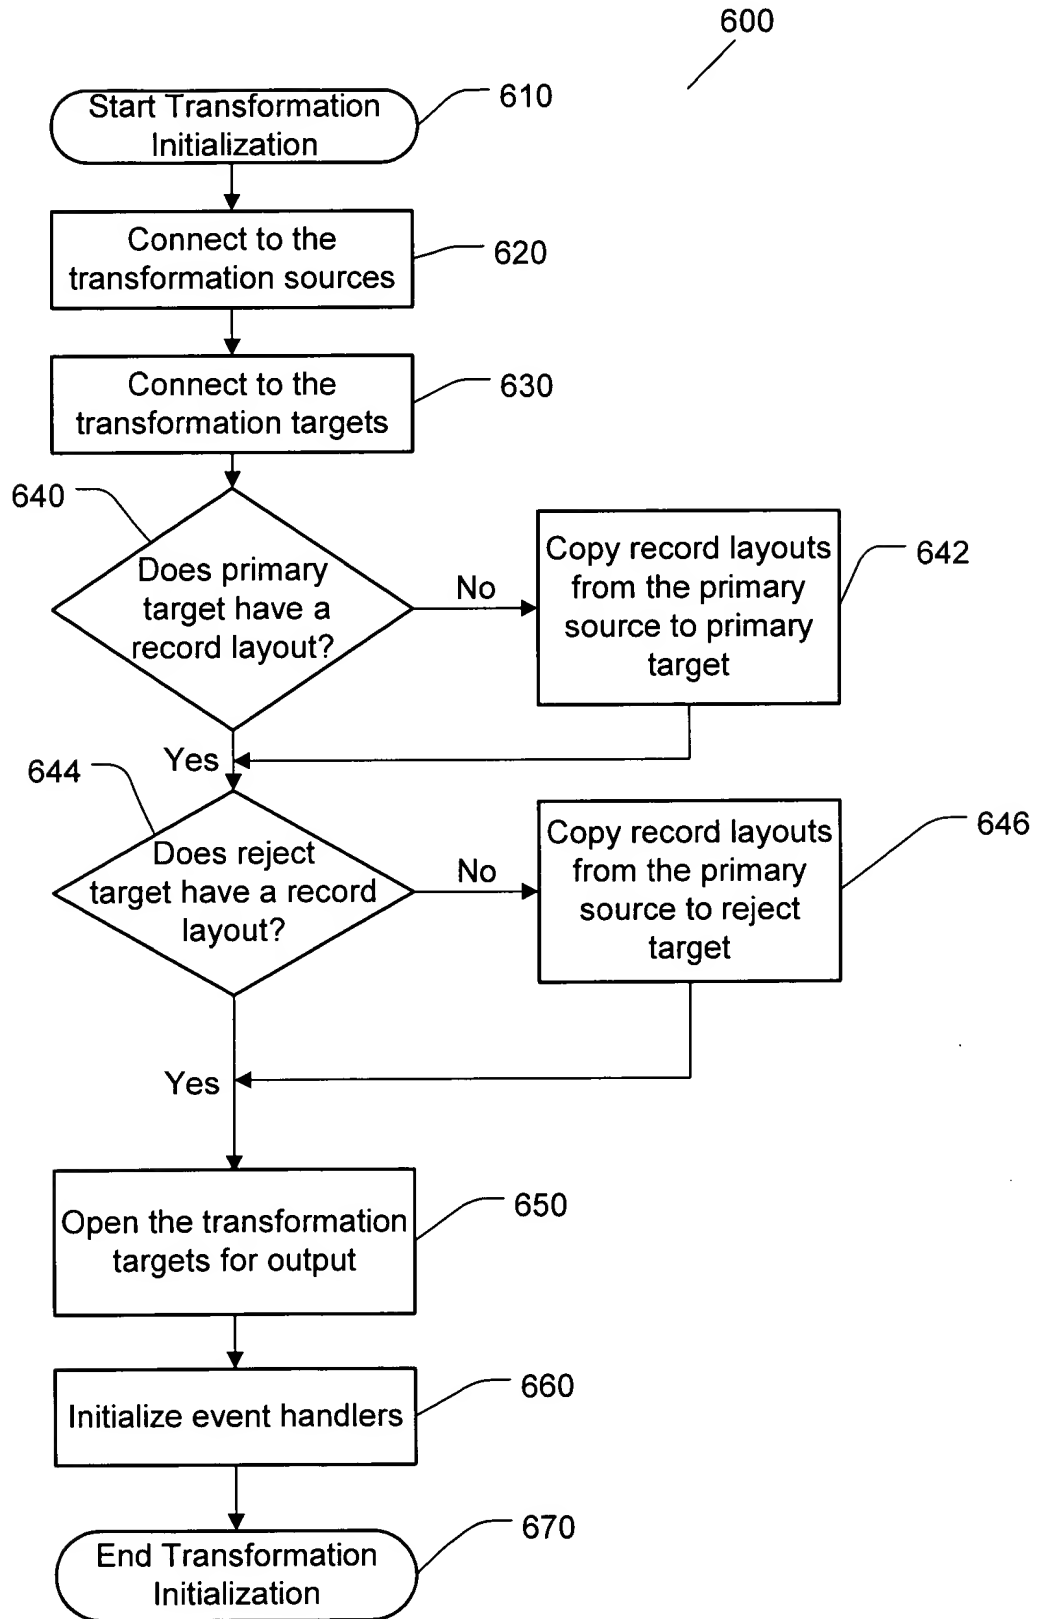 600
Start Transformation
Initialization
610
Connect to the
transformation sources
620
Connect to the
transformation targets
630
640
Does primary
target have a
record layout?
No
Copy record layouts
from the primary
source to primary
target
642
Yes
644
Does reject
target have a record
layout?
No
Copy record layouts
from the primary
source to reject
target
646
Yes
Open the transformation
targets for output
650
Initialize event handlers
660
End Transformation
Initialization
670